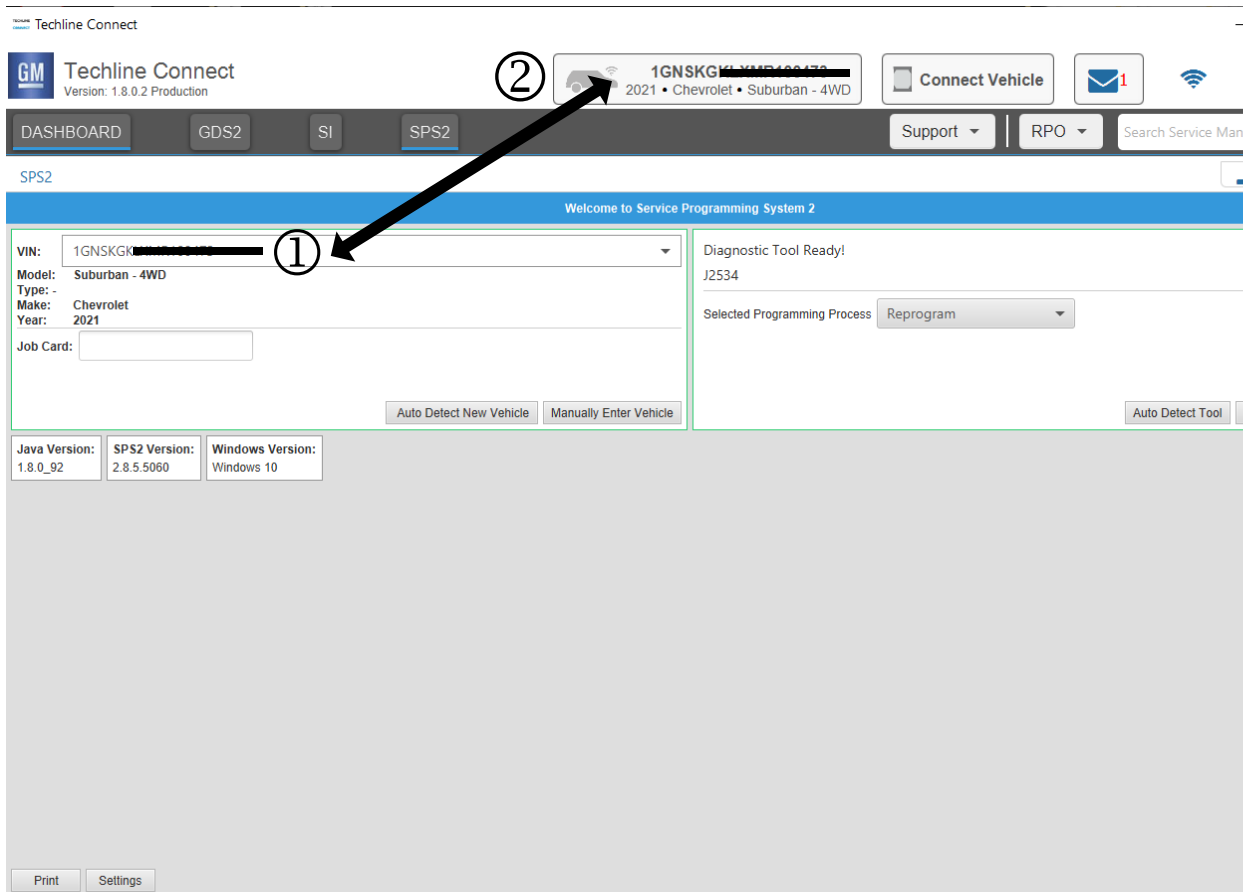 Techline Connect
GM
Techline Connect
Version: 1.8.0.2 Production
②
1GNSKGK
2021 • Chevrolet • Suburban - 4WD
Connect Vehicle
1
DASHBOARD
GDS2
SI
SPS2
Support
RPO
Search Service Man
SPS2
Welcome to Service Programming System 2
VIN:
1GNSKGK
①
Model: Suburban - 4WD
Type: -
Make: Chevrolet
Year: 2021
Job Card:
Auto Detect New Vehicle
Manually Enter Vehicle
Diagnostic Tool Ready!
J2534
Selected Programming Process Reprogram
Auto Detect Tool
Java Version:
1.8.0_92
SPS2 Version:
2.8.5.5060
Windows Version:
Windows 10
Print
Settings